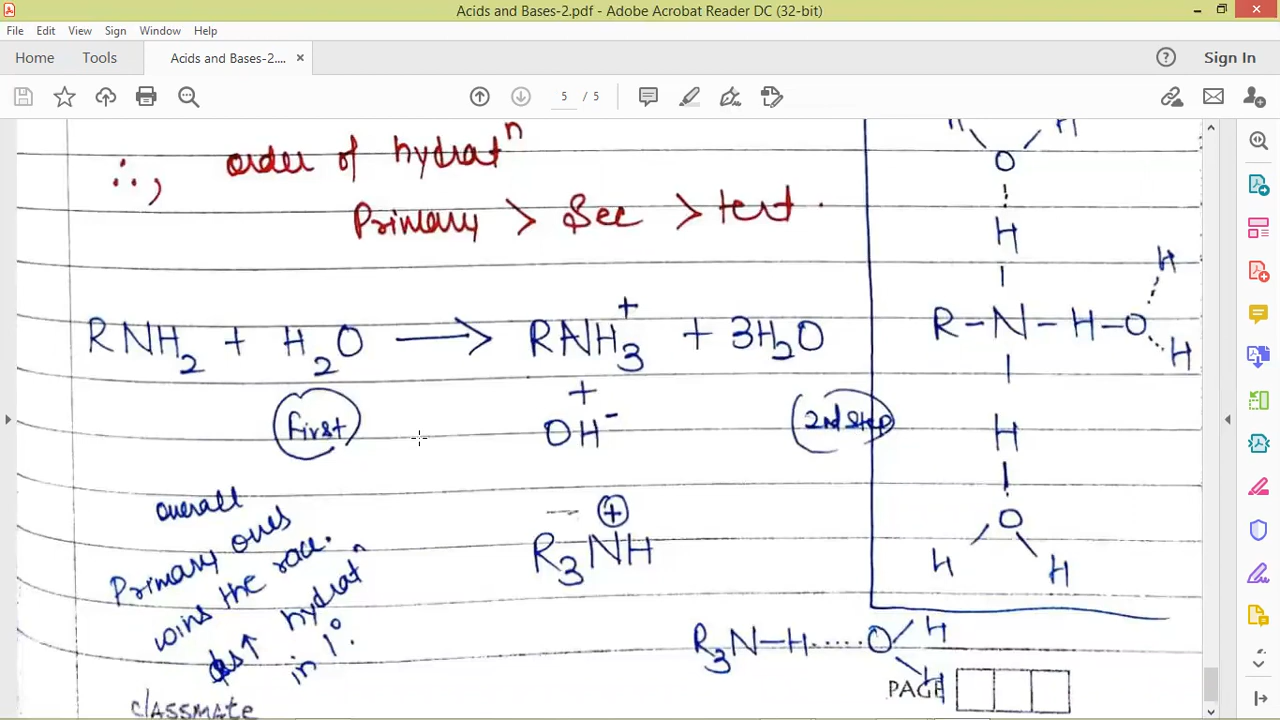 Acids and Bases-2.pdf - Adobe Acrobat Reader DC (32-bit)
File Edit View Sign Window Help
Home Tools Acids and Bases-2.... × Sign In
5 / 5
∴, order of hydratⁿ
Primary > Sec > tert.
RNH₂ + H₂O → RNH₃⁺ + 3H₂O
First + 2nd step
OH⁻
overall
Primary ones
wins the race.
as ↑ hydratⁿ
in 1°.
R₃NH ⊕
H H
O
H
H
R-N-H-O
H
H
O
H H
R₃N-H......O H
H
PAGE
classmate